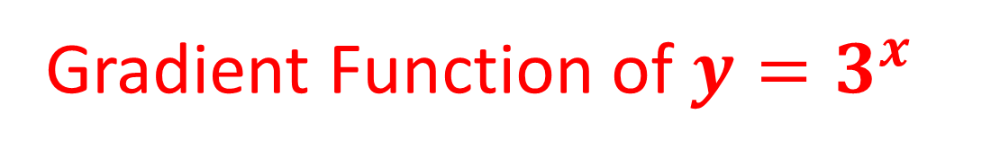 Gradient Function of y = 3ˣ